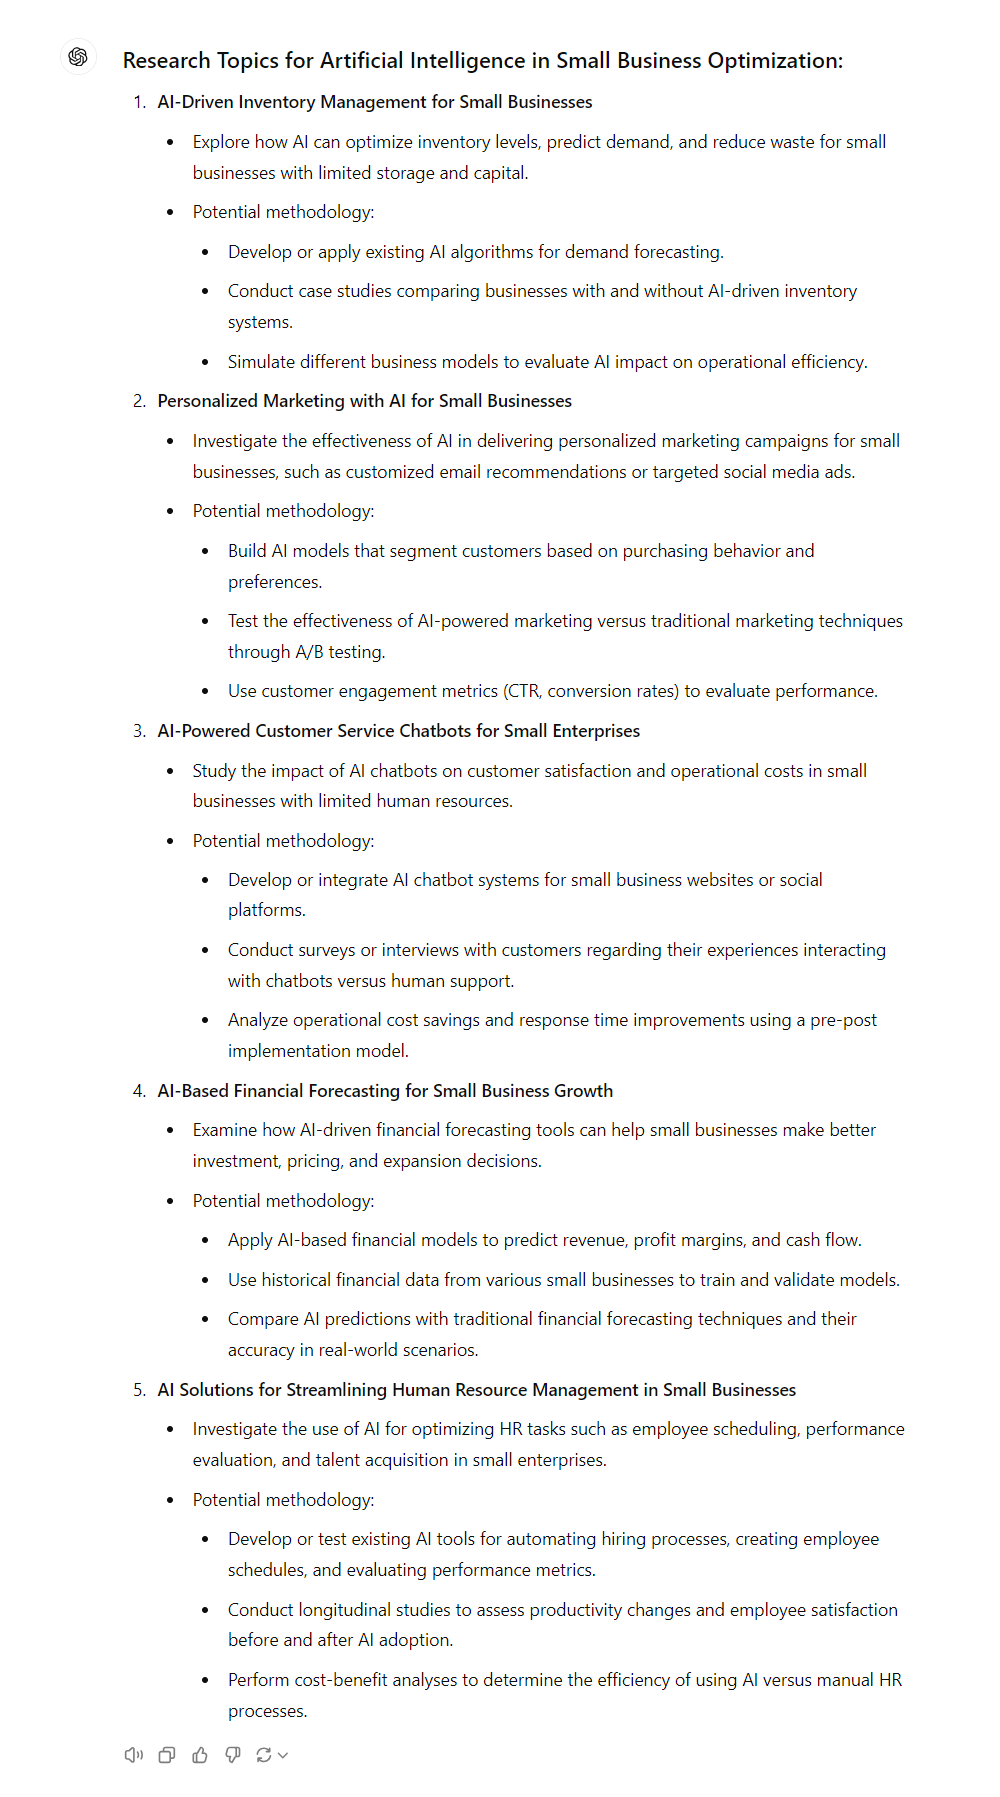 Research Topics for Artificial Intelligence in Small Business Optimization:
1. AI-Driven Inventory Management for Small Businesses
• Explore how AI can optimize inventory levels, predict demand, and reduce waste for small
businesses with limited storage and capital.
• Potential methodology:
• Develop or apply existing AI algorithms for demand forecasting.
• Conduct case studies comparing businesses with and without AI-driven inventory
systems.
• Simulate different business models to evaluate AI impact on operational efficiency.
2. Personalized Marketing with AI for Small Businesses
• Investigate the effectiveness of AI in delivering personalized marketing campaigns for small
businesses, such as customized email recommendations or targeted social media ads.
• Potential methodology:
• Build AI models that segment customers based on purchasing behavior and
preferences.
• Test the effectiveness of AI-powered marketing versus traditional marketing techniques
through A/B testing.
• Use customer engagement metrics (CTR, conversion rates) to evaluate performance.
3. AI-Powered Customer Service Chatbots for Small Enterprises
• Study the impact of AI chatbots on customer satisfaction and operational costs in small
businesses with limited human resources.
• Potential methodology:
• Develop or integrate AI chatbot systems for small business websites or social
platforms.
• Conduct surveys or interviews with customers regarding their experiences interacting
with chatbots versus human support.
• Analyze operational cost savings and response time improvements using a pre-post
implementation model.
4. AI-Based Financial Forecasting for Small Business Growth
• Examine how AI-driven financial forecasting tools can help small businesses make better
investment, pricing, and expansion decisions.
• Potential methodology:
• Apply AI-based financial models to predict revenue, profit margins, and cash flow.
• Use historical financial data from various small businesses to train and validate models.
• Compare AI predictions with traditional financial forecasting techniques and their
accuracy in real-world scenarios.
5. AI Solutions for Streamlining Human Resource Management in Small Businesses
• Investigate the use of AI for optimizing HR tasks such as employee scheduling, performance
evaluation, and talent acquisition in small enterprises.
• Potential methodology:
• Develop or test existing AI tools for automating hiring processes, creating employee
schedules, and evaluating performance metrics.
• Conduct longitudinal studies to assess productivity changes and employee satisfaction
before and after AI adoption.
• Perform cost-benefit analyses to determine the efficiency of using AI versus manual HR
processes.